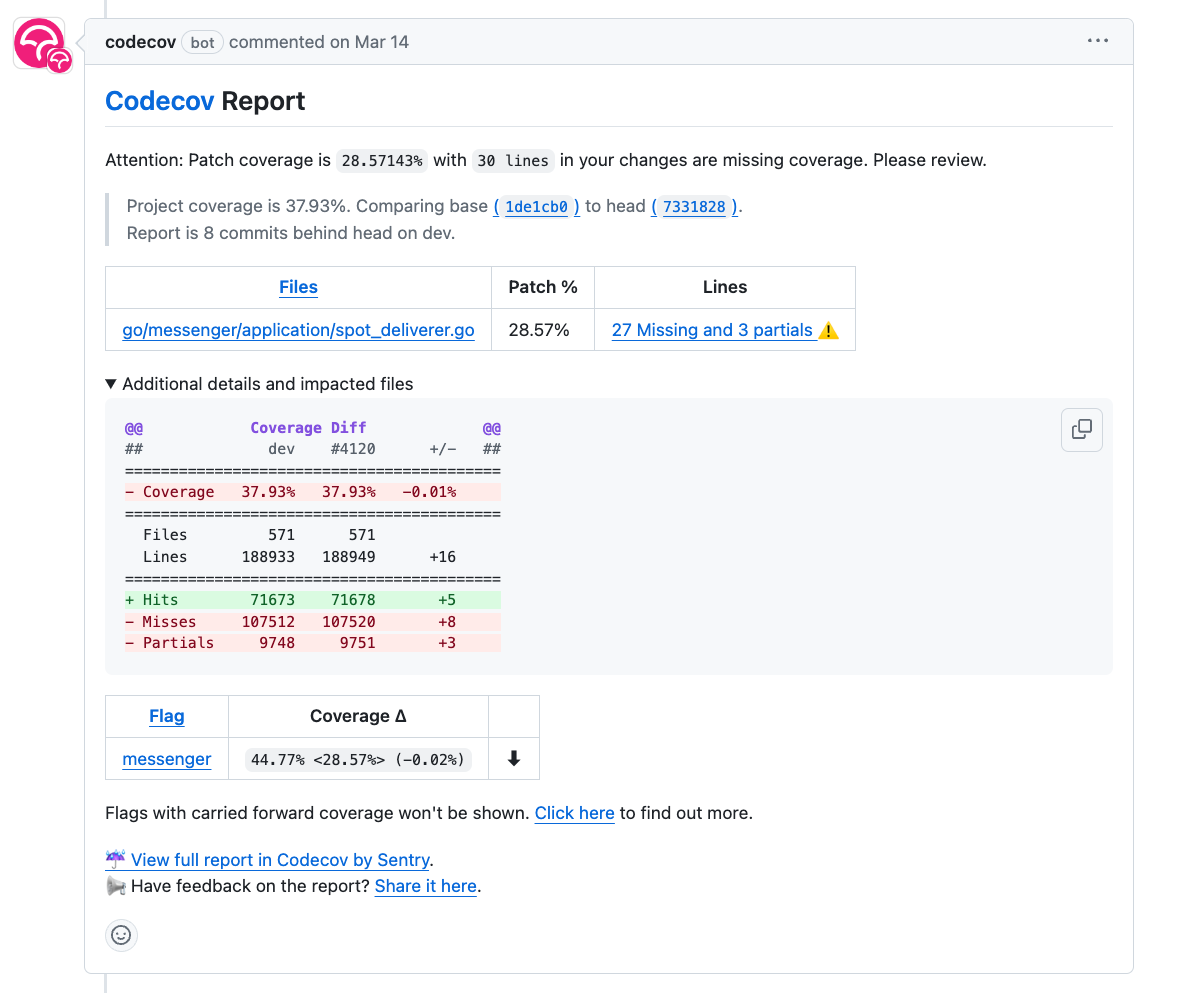 codecov bot commented on Mar 14
Codecov Report
Attention: Patch coverage is 28.57143% with 30 lines in your changes are missing coverage. Please review.
Project coverage is 37.93%. Comparing base (1de1cb0) to head (7331828).
Report is 8 commits behind head on dev.
Files Patch % Lines
go/messenger/application/spot_deliverer.go 28.57% 27 Missing and 3 partials ⚠️
▼ Additional details and impacted files
@@ Coverage Diff @@
## dev #4120 +/- ##
==========================================
- Coverage 37.93% 37.93% -0.01%
==========================================
Files 571 571
Lines 188933 188949 +16
==========================================
+ Hits 71673 71678 +5
- Misses 107512 107520 +8
- Partials 9748 9751 +3
Flag Coverage Δ
messenger 44.77% <28.57%> (-0.02%) ⬇
Flags with carried forward coverage won't be shown. Click here to find out more.
☔ View full report in Codecov by Sentry.
📢 Have feedback on the report? Share it here.